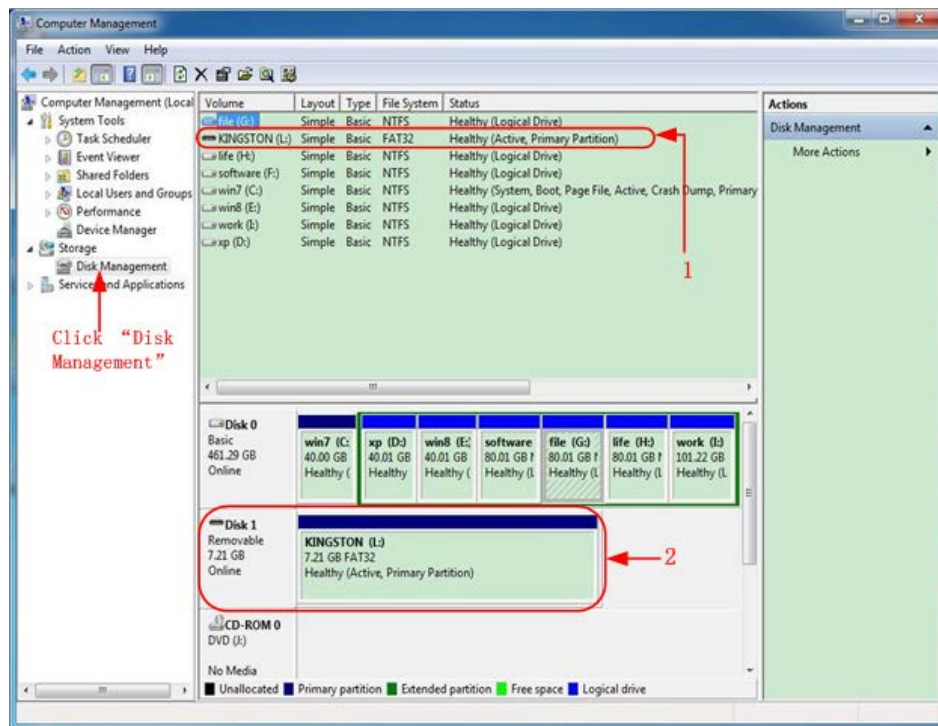 Computer Management
File Action View Help
Computer Management (Local
System Tools
Task Scheduler
Event Viewer
Shared Folders
Local Users and Groups
Performance
Device Manager
Storage
Disk Management
Services and Applications
Click “Disk
Management”
Volume Layout Type File System Status
file (G:) Simple Basic NTFS Healthy (Logical Drive)
KINGSTON (L:) Simple Basic FAT32 Healthy (Active, Primary Partition)
life (H:) Simple Basic NTFS Healthy (Logical Drive)
software (F:) Simple Basic NTFS Healthy (Logical Drive)
win7 (C:) Simple Basic NTFS Healthy (System, Boot, Page File, Active, Crash Dump, Primary
win8 (E:) Simple Basic NTFS Healthy (Logical Drive)
work (I:) Simple Basic NTFS Healthy (Logical Drive)
xp (D:) Simple Basic NTFS Healthy (Logical Drive)
1
Actions
Disk Management
More Actions
Disk 0
Basic
461.29 GB
Online
win7 (C: xp (D:) win8 (E: software file (G:) life (H:) work (I:)
40.00 GB 40.01 GB 40.01 GB 80.01 GB N 80.01 GB N 80.01 GB N 101.22 GB
Healthy ( Healthy Healthy ( Healthy (L Healthy (L Healthy (L Healthy (L
Disk 1
Removable
7.21 GB
Online
KINGSTON (L:)
7.21 GB FAT32
Healthy (Active, Primary Partition)
2
CD-ROM 0
DVD (J:)
No Media
Unallocated Primary partition Extended partition Free space Logical drive